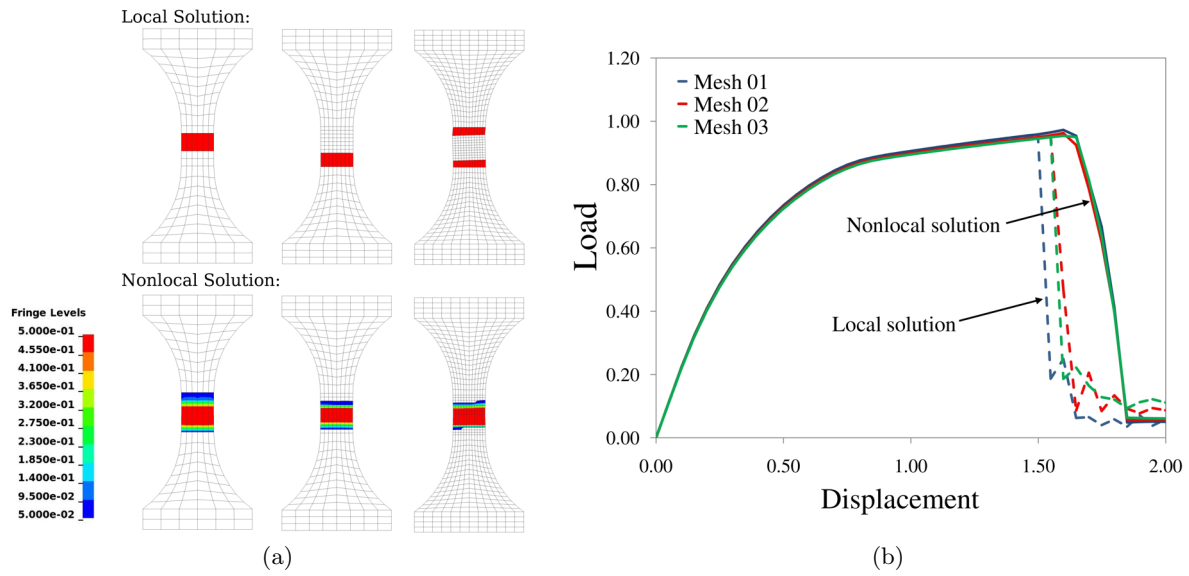 Local Solution:
Nonlocal Solution:
Fringe Levels
5.000e-01
4.550e-01
4.100e-01
3.650e-01
3.200e-01
2.750e-01
2.300e-01
1.850e-01
1.400e-01
9.500e-02
5.000e-02
(a)
1.20
1.00
0.80
0.60
0.40
0.20
0.00
Load
Mesh 01
Mesh 02
Mesh 03
Nonlocal solution
Local solution
0.00 0.50 1.00 1.50 2.00
Displacement
(b)